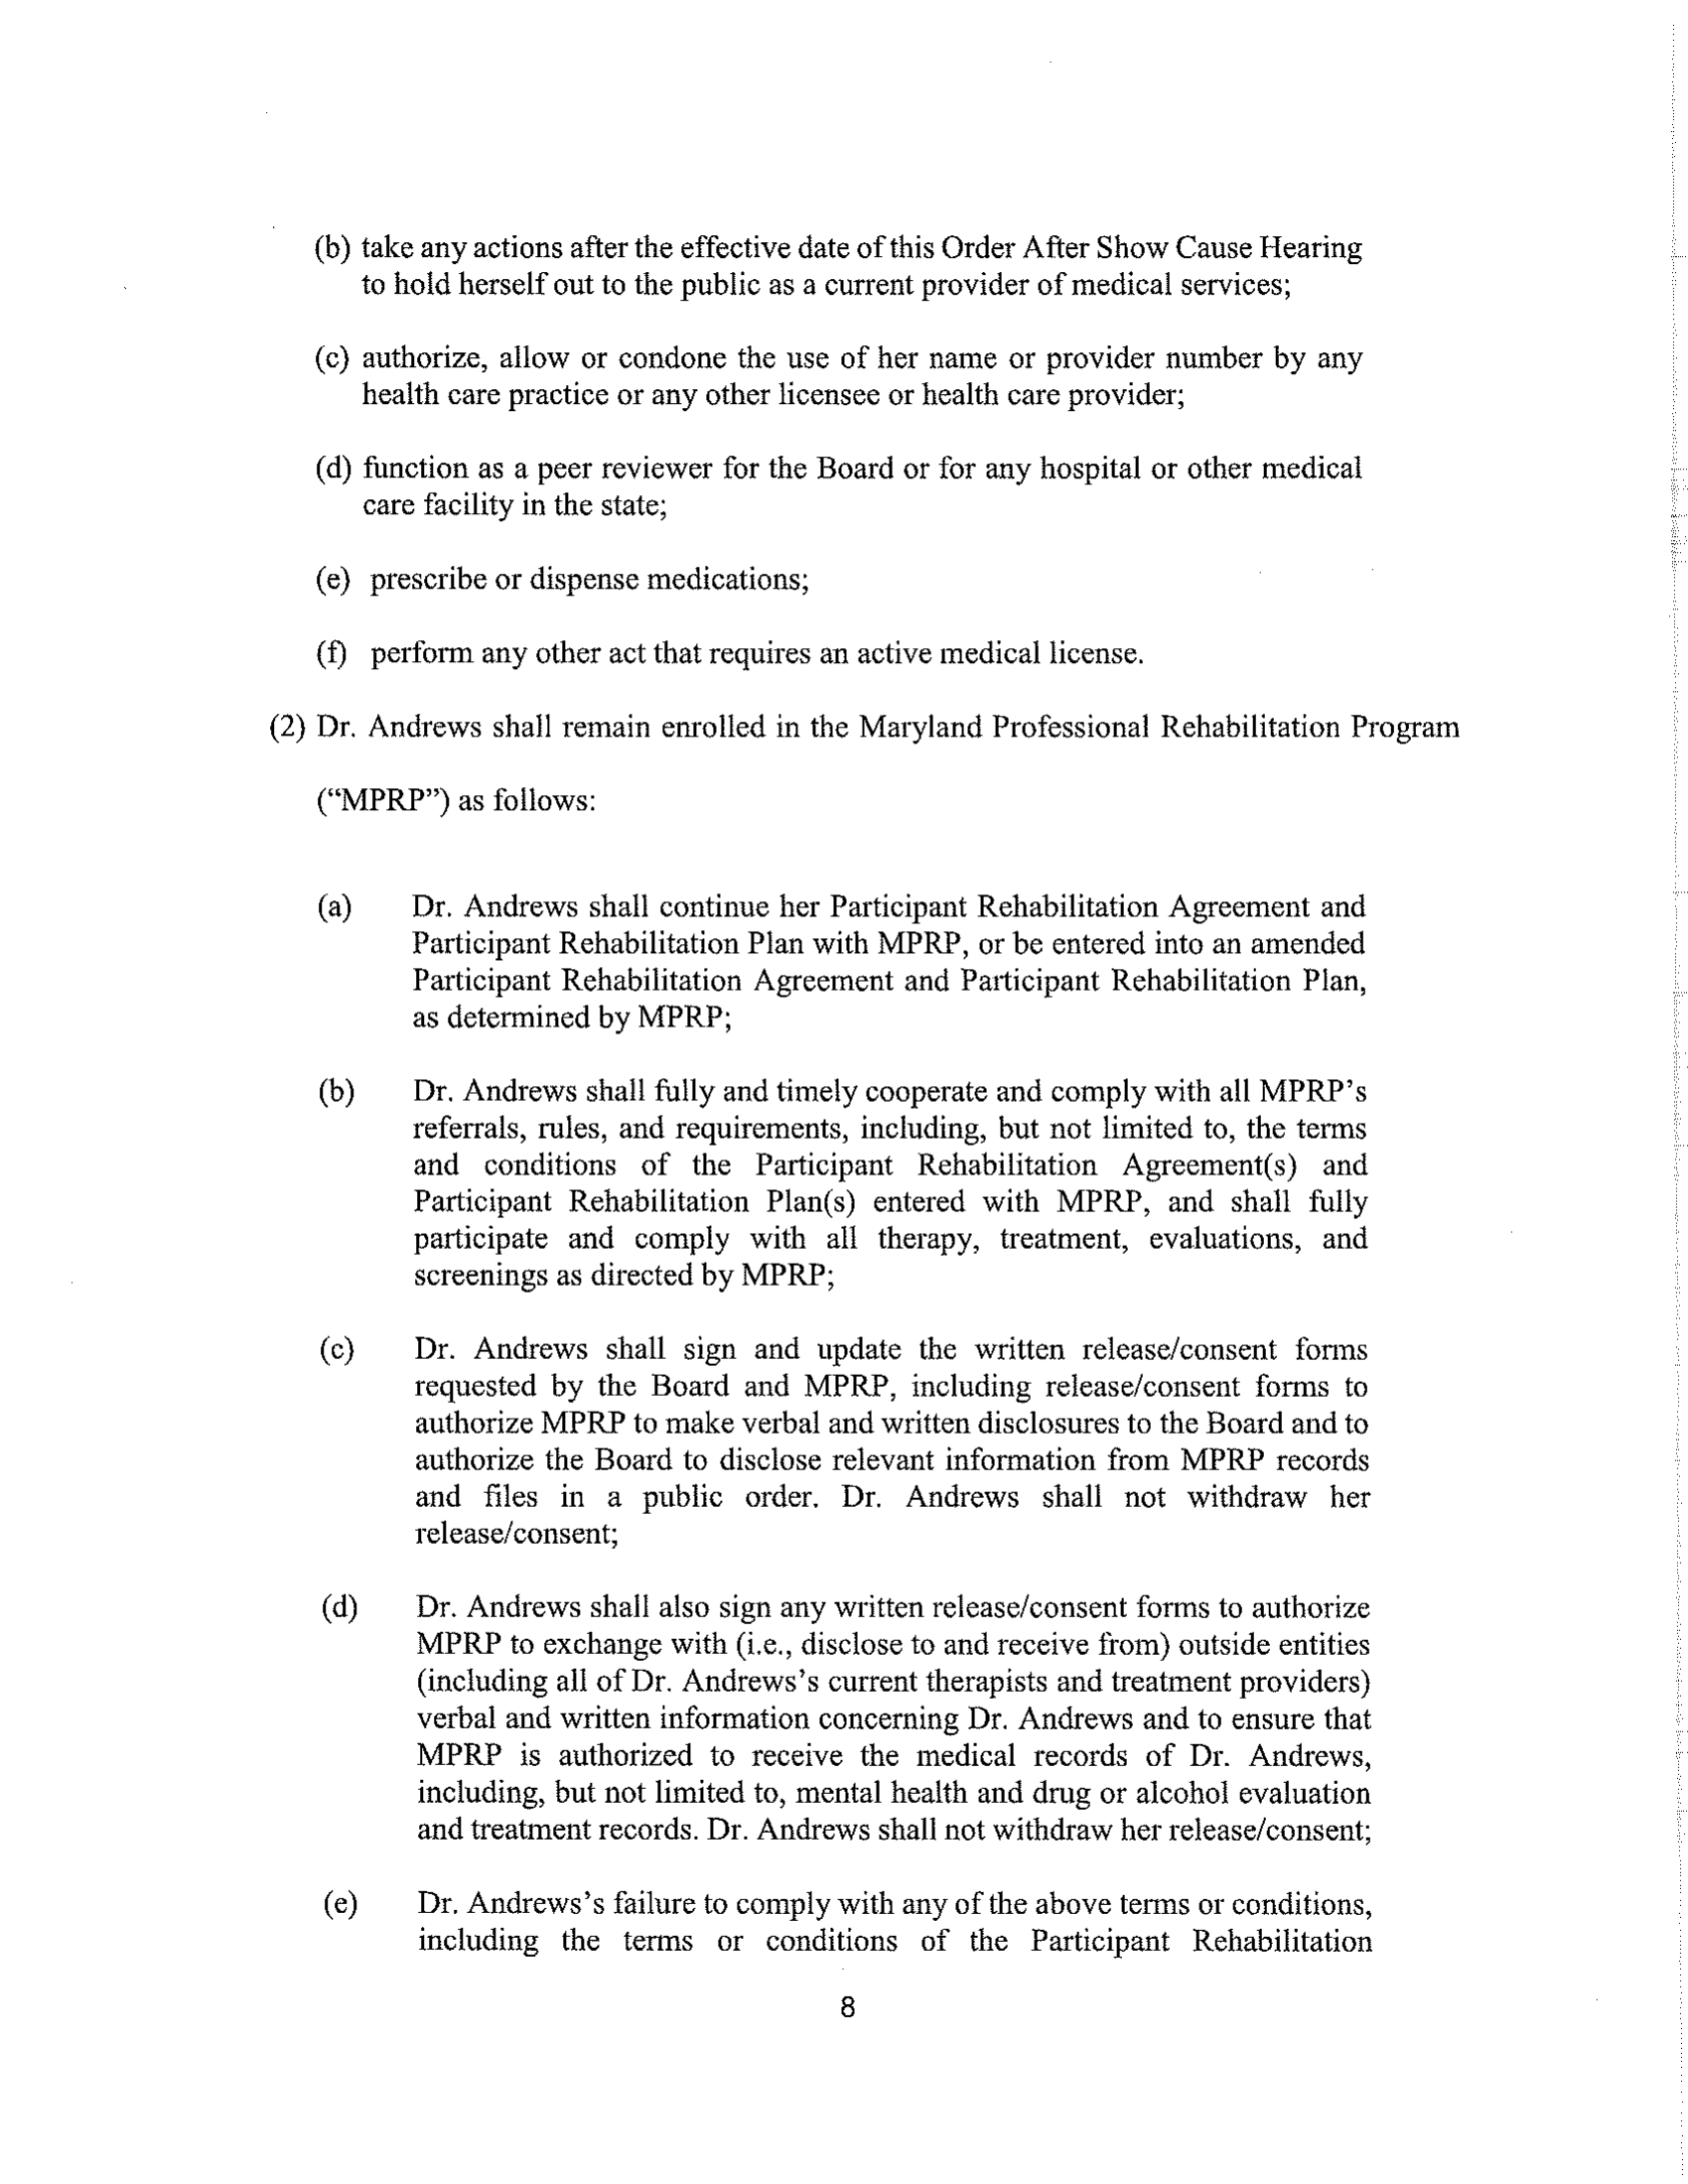 (b) take any actions after the effective date of this Order After Show Cause Hearing
to hold herself out to the public as a current provider of medical services;
(c) authorize, allow or condone the use of her name or provider number by any
health care practice or any other licensee or health care provider;
(d) function as a peer reviewer for the Board or for any hospital or other medical
care facility in the state;
(e) prescribe or dispense medications;
(f) perform any other act that requires an active medical license.
(2) Dr. Andrews shall remain enrolled in the Maryland Professional Rehabilitation Program
(“MPRP”) as follows:
(a) Dr. Andrews shall continue her Participant Rehabilitation Agreement and
Participant Rehabilitation Plan with MPRP, or be entered into an amended
Participant Rehabilitation Agreement and Participant Rehabilitation Plan,
as determined by MPRP;
(b) Dr. Andrews shall fully and timely cooperate and comply with all MPRP’s
referrals, rules, and requirements, including, but not limited to, the terms
and conditions of the Participant Rehabilitation Agreement(s) and
Participant Rehabilitation Plan(s) entered with MPRP, and shall fully
participate and comply with all therapy, treatment, evaluations, and
screenings as directed by MPRP;
(c) Dr. Andrews shall sign and update the written release/consent forms
requested by the Board and MPRP, including release/consent forms to
authorize MPRP to make verbal and written disclosures to the Board and to
authorize the Board to disclose relevant information from MPRP records
and files in a public order. Dr. Andrews shall not withdraw her
release/consent;
(d) Dr. Andrews shall also sign any written release/consent forms to authorize
MPRP to exchange with (i.e., disclose to and receive from) outside entities
(including all of Dr. Andrews’s current therapists and treatment providers)
verbal and written information concerning Dr. Andrews and to ensure that
MPRP is authorized to receive the medical records of Dr. Andrews,
including, but not limited to, mental health and drug or alcohol evaluation
and treatment records. Dr. Andrews shall not withdraw her release/consent;
(e) Dr. Andrews’s failure to comply with any of the above terms or conditions,
including the terms or conditions of the Participant Rehabilitation
8